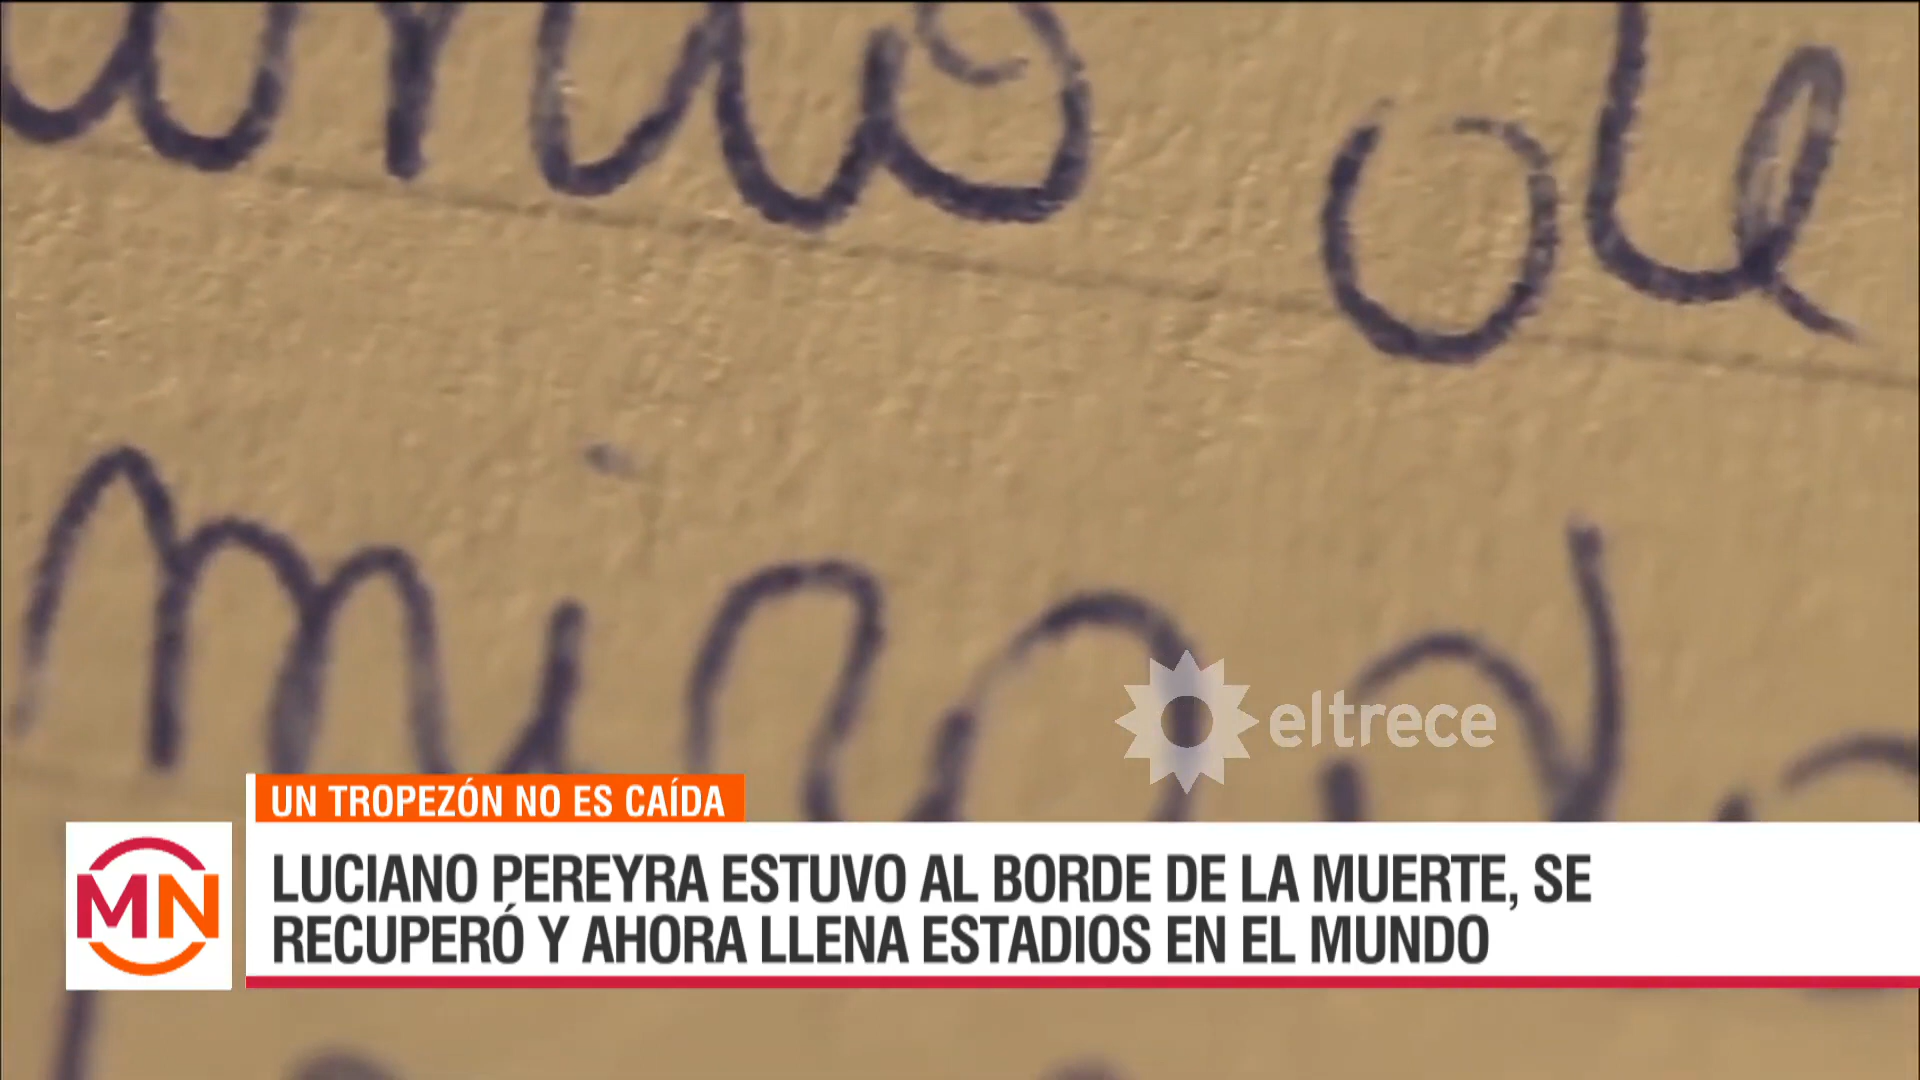 de
eltrece
UN TROPEZÓN NO ES CAÍDA
MN
LUCIANO PEREYRA ESTUVO AL BORDE DE LA MUERTE, SE
RECUPERÓ Y AHORA LLENA ESTADIOS EN EL MUNDO